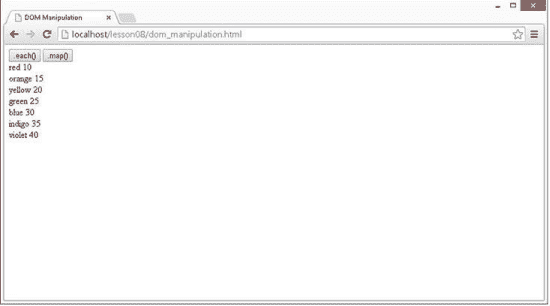 DOM Manipulation
localhost/lesson08/dom_manipulation.html
.each() .map()
red 10
orange 15
yellow 20
green 25
blue 30
indigo 35
violet 40